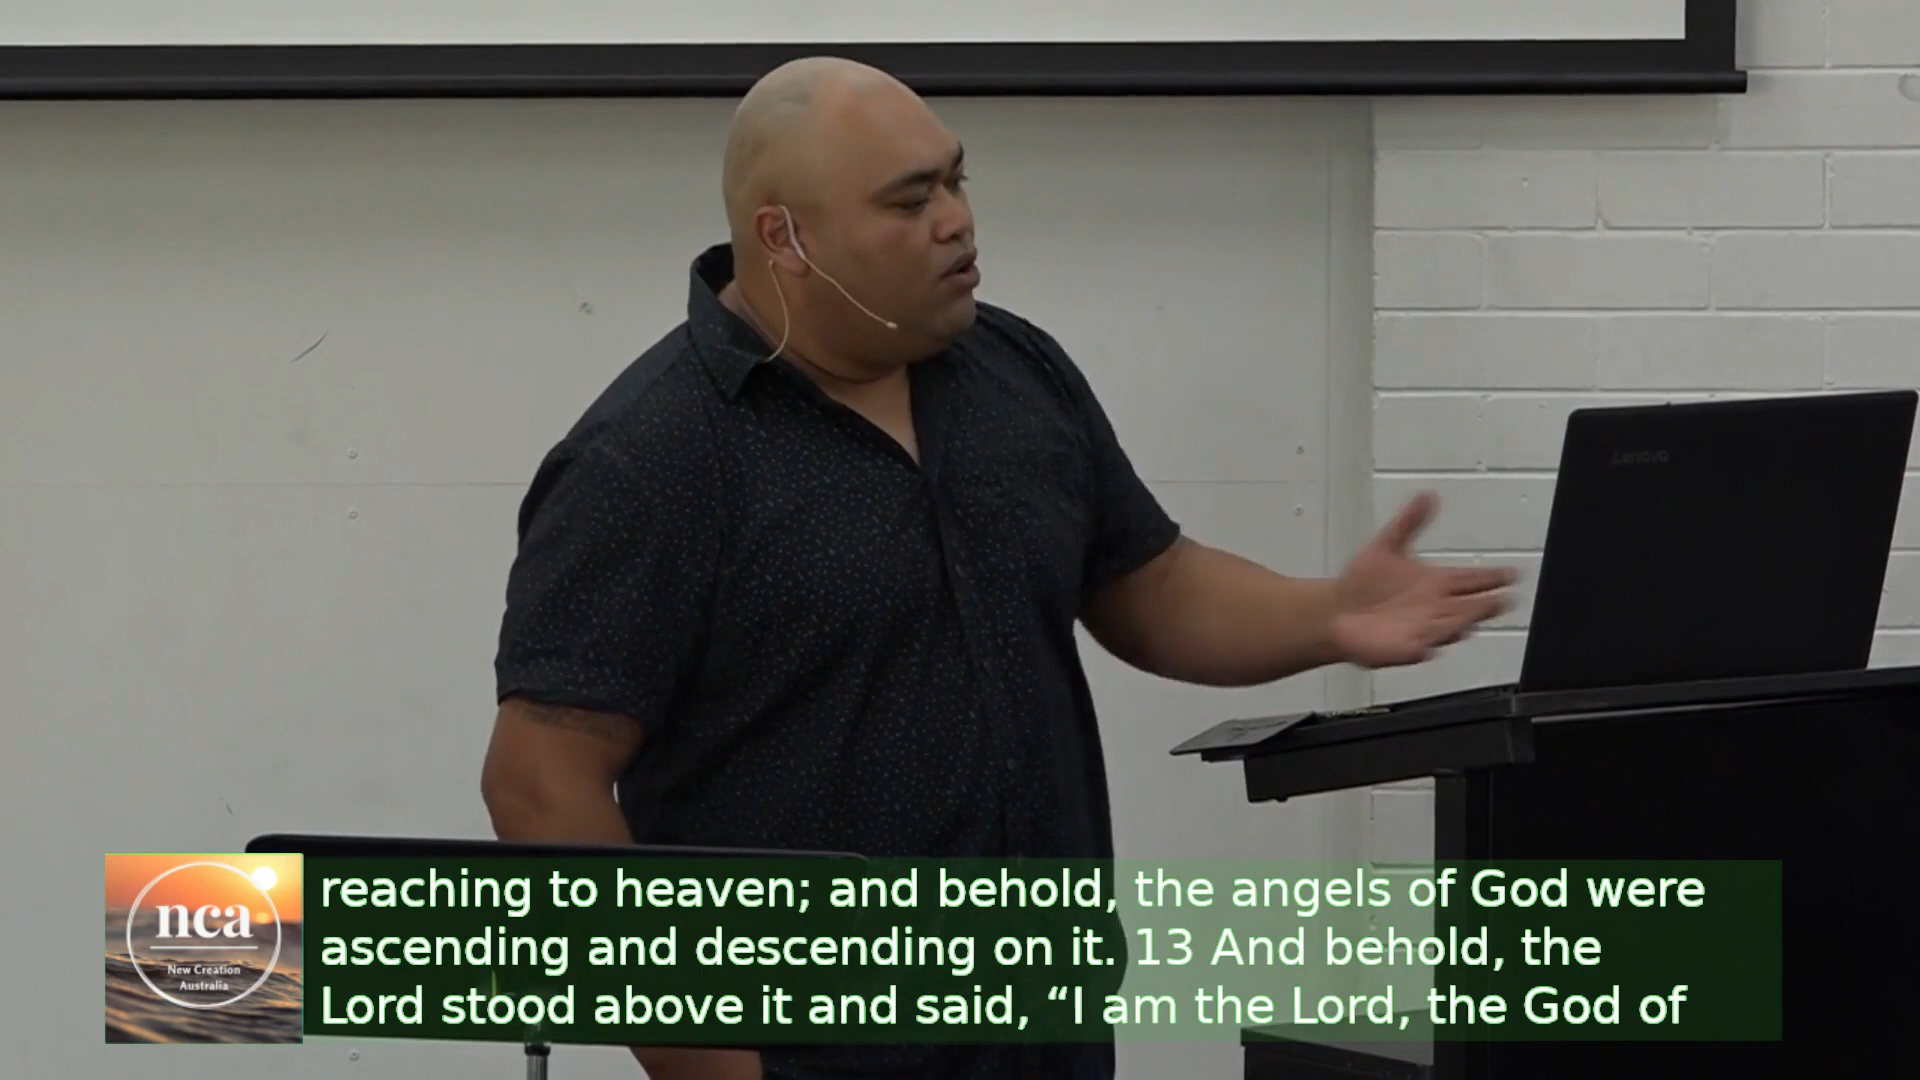 Lenovo
nca
New Creation
Australia
reaching to heaven; and behold, the angels of God were
ascending and descending on it. 13 And behold, the
Lord stood above it and said, “I am the Lord, the God of